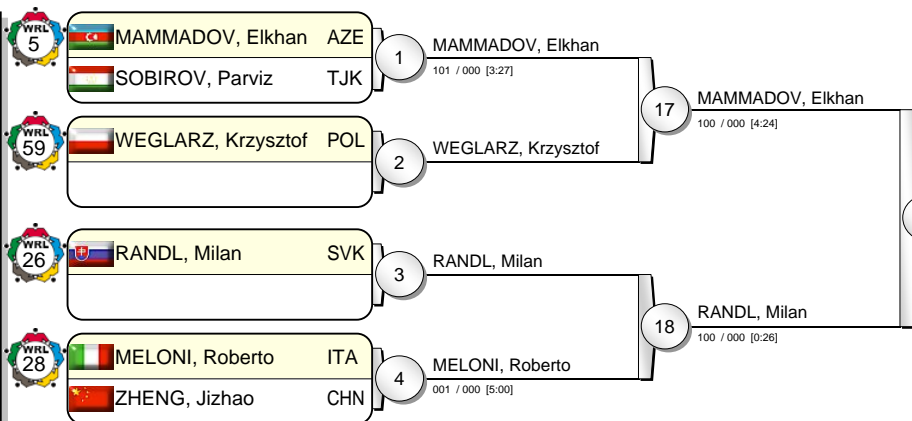 WRL
5
MAMMADOV, Elkhan AZE
SOBIROV, Parviz TJK
1
MAMMADOV, Elkhan
101 / 000 [3:27]
WRL
59
WEGLARZ, Krzysztof POL
2
WEGLARZ, Krzysztof
17
MAMMADOV, Elkhan
100 / 000 [4:24]
WRL
26
RANDL, Milan SVK
3
RANDL, Milan
WRL
28
MELONI, Roberto ITA
ZHENG, Jizhao CHN
4
MELONI, Roberto
001 / 000 [5:00]
18
RANDL, Milan
100 / 000 [0:26]